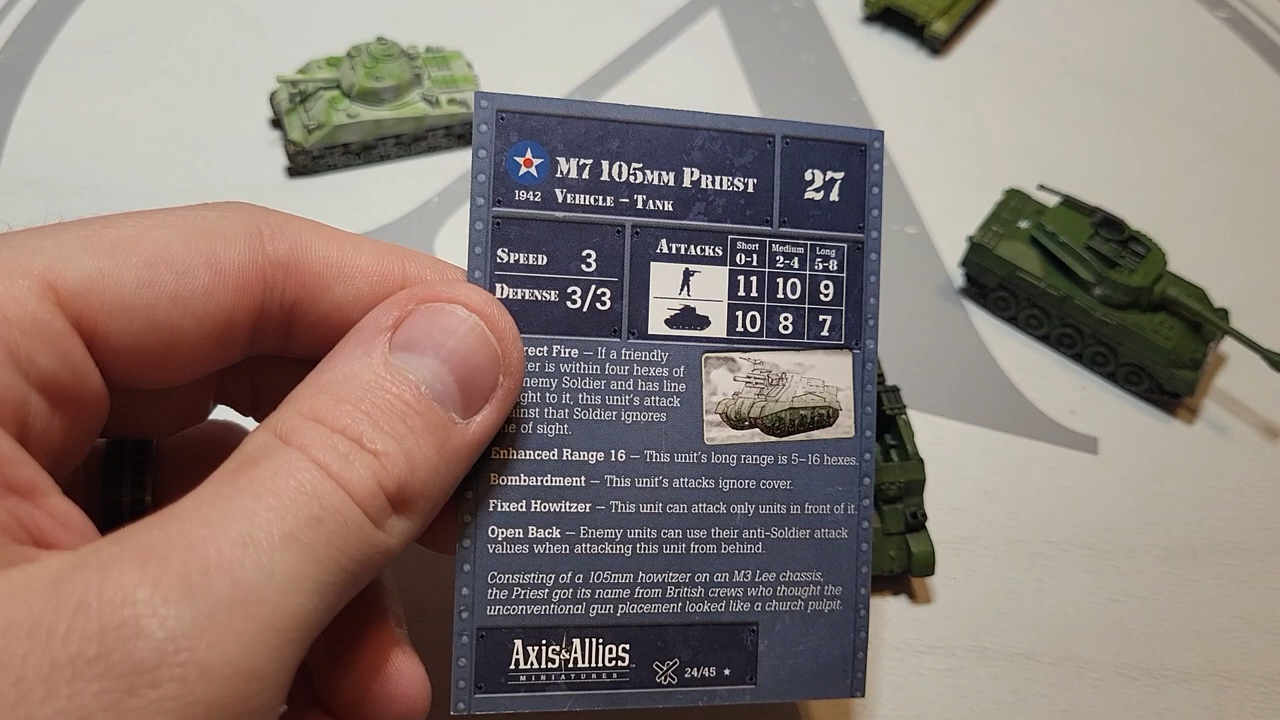 M7 105MM PRIEST
27
1942 VEHICLE – TANK
SPEED 3
DEFENSE 3/3
ATTACKS Short 0-1 Medium 2-4 Long 5-8
11 10 9
10 8 7
rect Fire – If a friendly
er is within four hexes of
nemy Soldier and has line
ght to it, this unit's attack
inst that Soldier ignores
e of sight.
Enhanced Range 16 – This unit's long range is 5–16 hexes.
Bombardment – This unit's attacks ignore cover.
Fixed Howitzer – This unit can attack only units in front of it.
Open Back – Enemy units can use their anti-Soldier attack
values when attacking this unit from behind.
Consisting of a 105mm howitzer on an M3 Lee chassis,
the Priest got its name from British crews who thought the
unconventional gun placement looked like a church pulpit.
Axis & Allies
MINIATURES
24/45 ★